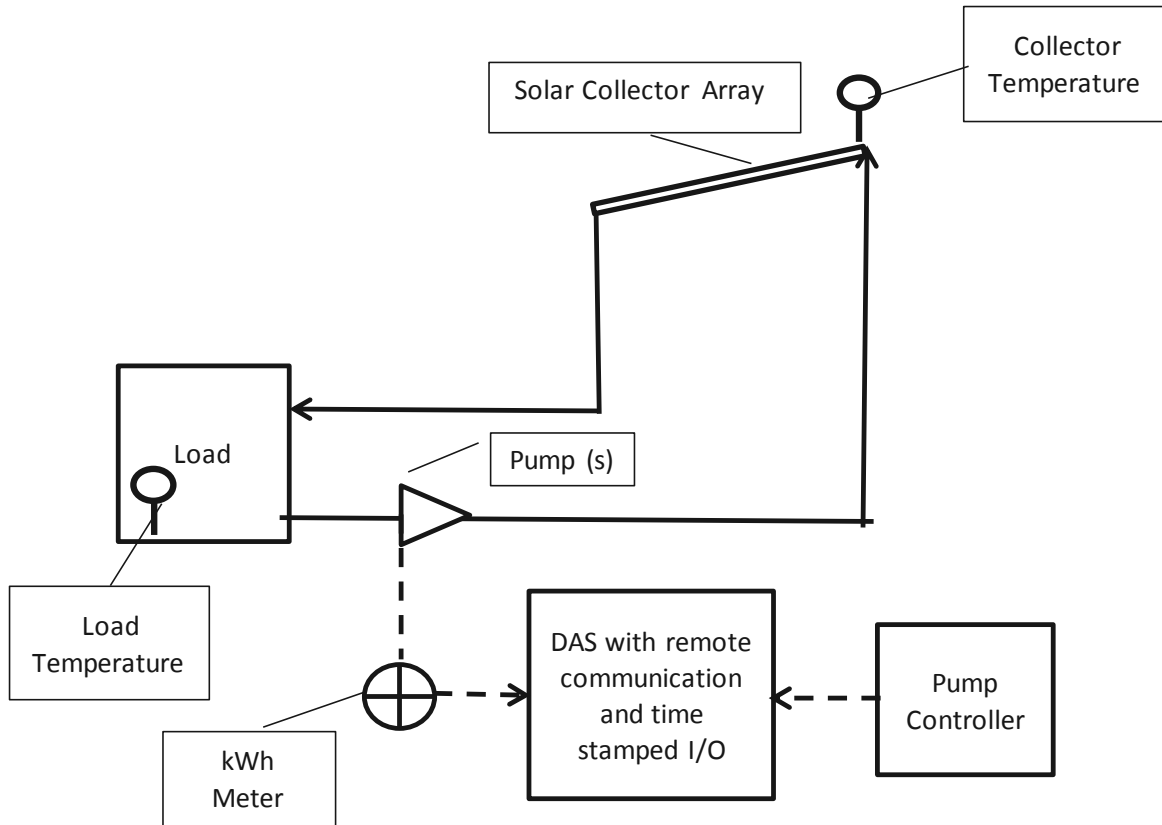 Collector
Temperature
Solar Collector Array
Load
Pump (s)
Load
Temperature
DAS with remote
communication
and time
stamped I/O
Pump
Controller
kWh
Meter